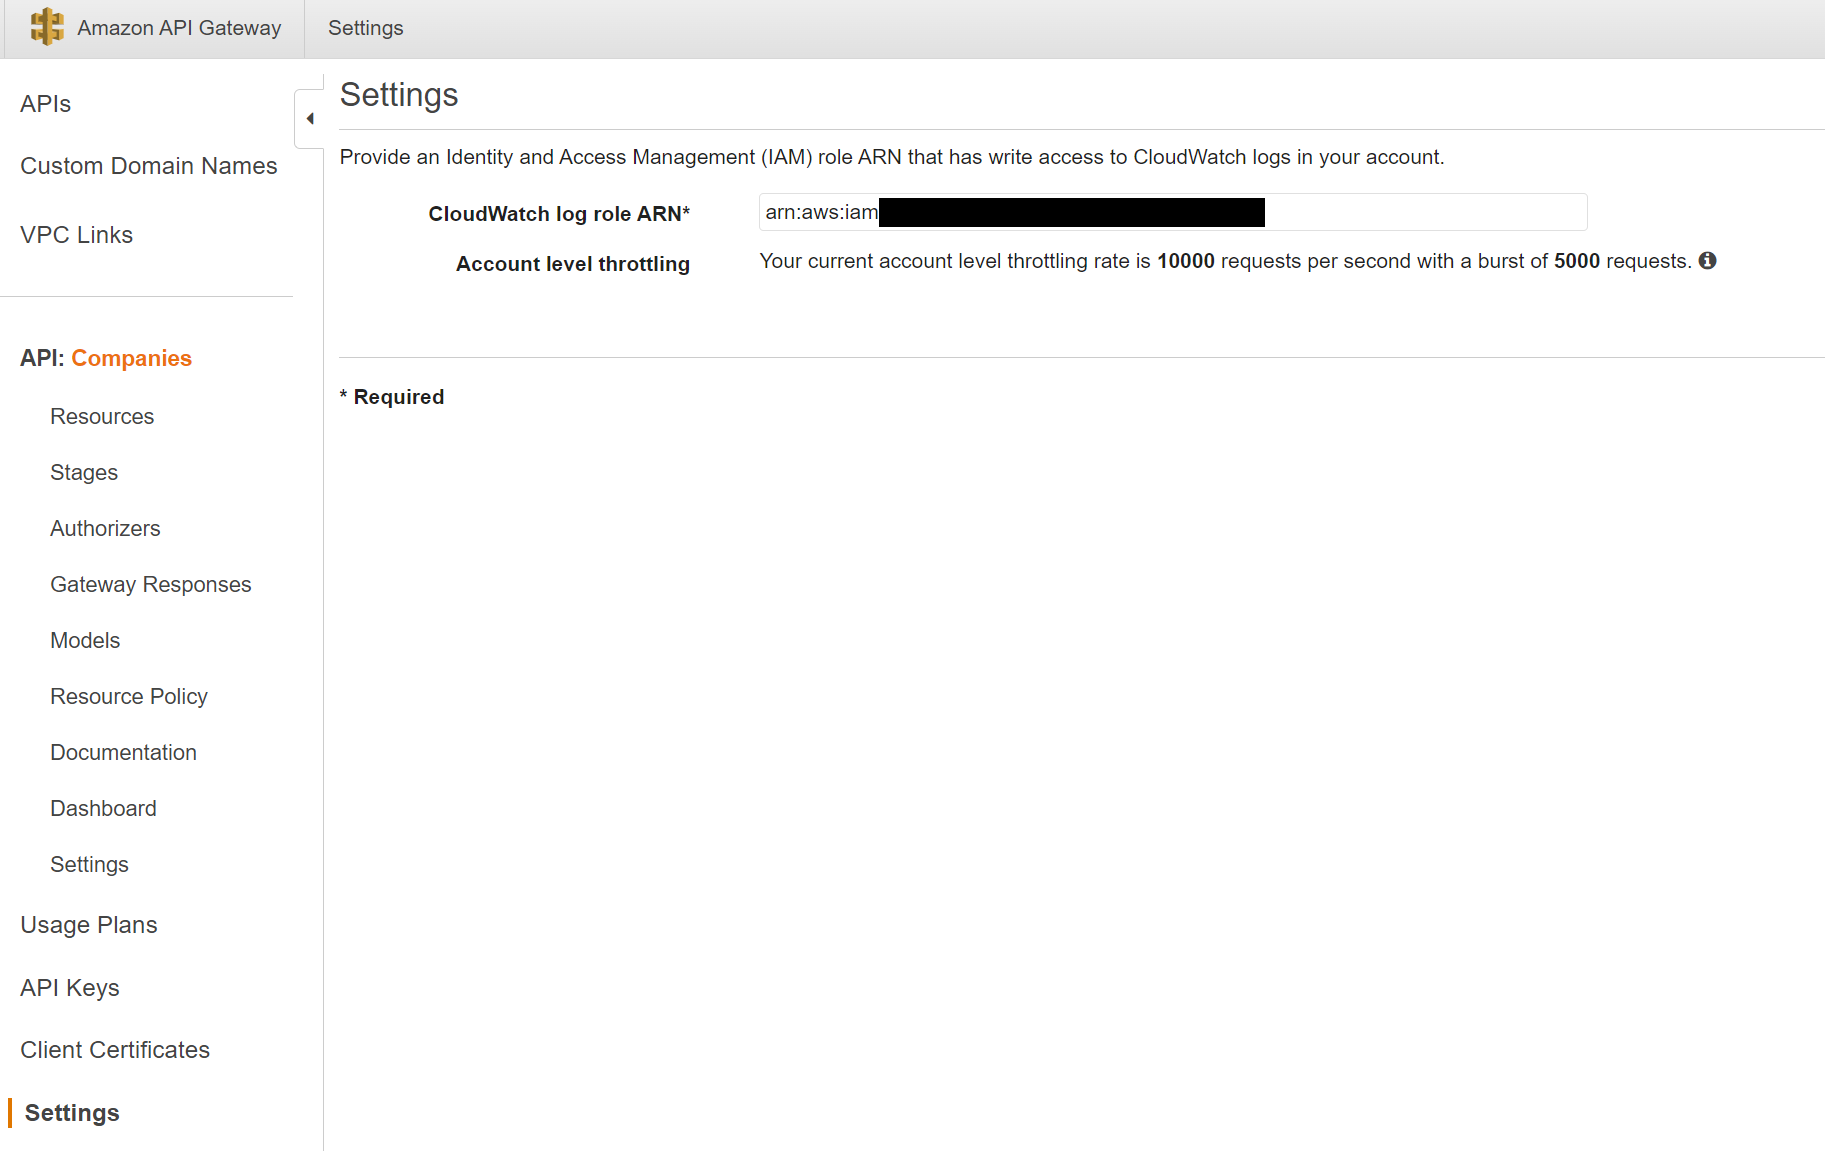 Amazon API Gateway
Settings
APIs
Custom Domain Names
VPC Links
API: Companies
Resources
Stages
Authorizers
Gateway Responses
Models
Resource Policy
Documentation
Dashboard
Settings
Usage Plans
API Keys
Client Certificates
Settings
Settings
Provide an Identity and Access Management (IAM) role ARN that has write access to CloudWatch logs in your account.
CloudWatch log role ARN* arn:aws:iam
Account level throttling Your current account level throttling rate is 10000 requests per second with a burst of 5000 requests.
* Required